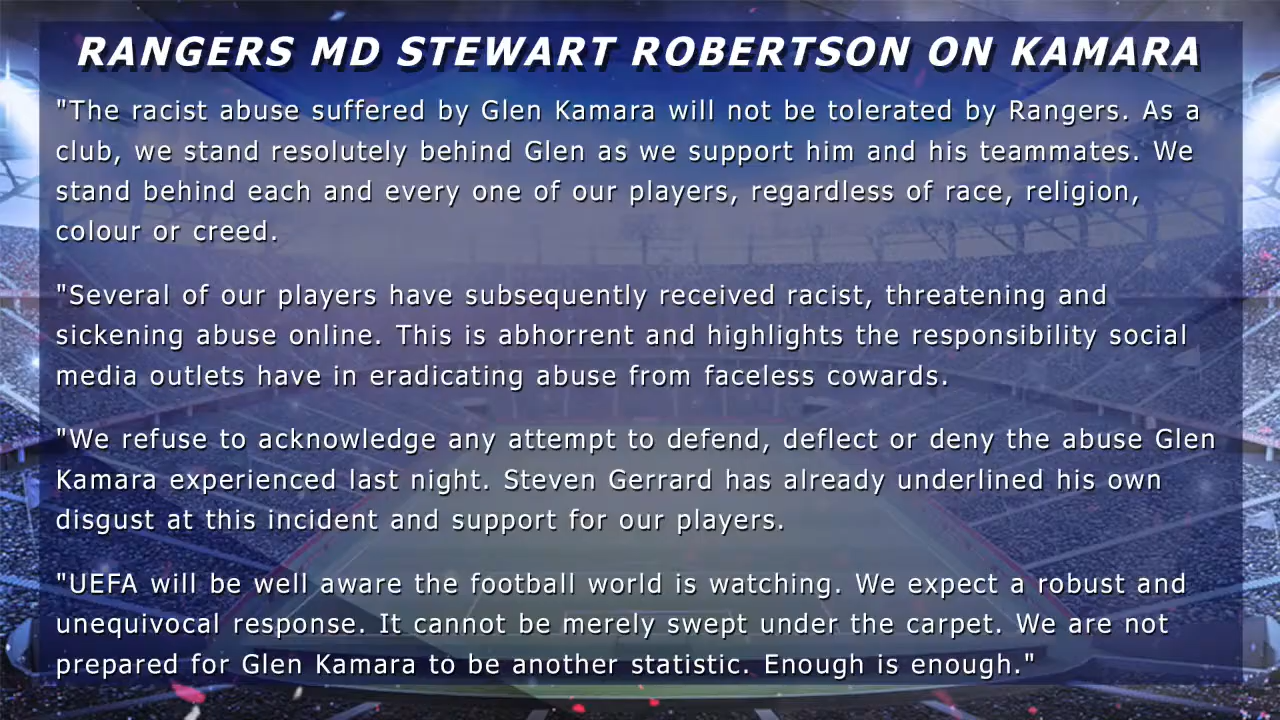 RANGERS MD STEWART ROBERTSON ON KAMARA
"The racist abuse suffered by Glen Kamara will not be tolerated by Rangers. As a
club, we stand resolutely behind Glen as we support him and his teammates. We
stand behind each and every one of our players, regardless of race, religion,
colour or creed.
"Several of our players have subsequently received racist, threatening and
sickening abuse online. This is abhorrent and highlights the responsibility social
media outlets have in eradicating abuse from faceless cowards.
"We refuse to acknowledge any attempt to defend, deflect or deny the abuse Glen
Kamara experienced last night. Steven Gerrard has already underlined his own
disgust at this incident and support for our players.
"UEFA will be well aware the football world is watching. We expect a robust and
unequivocal response. It cannot be merely swept under the carpet. We are not
prepared for Glen Kamara to be another statistic. Enough is enough."